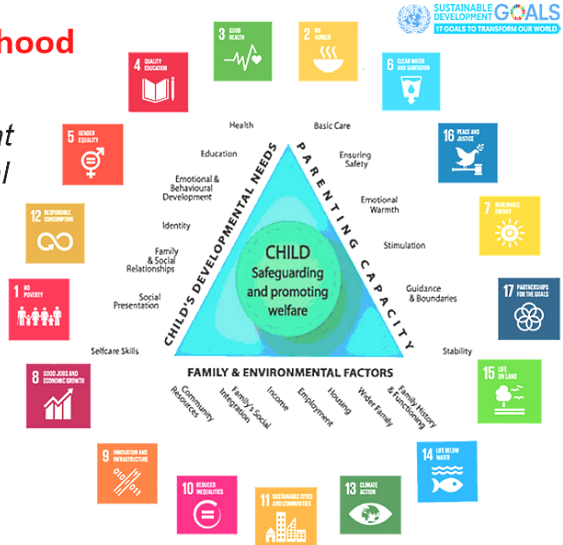 SUSTAINABLE
DEVELOPMENT GOALS
17 GOALS TO TRANSFORM OUR WORLD
hood
3 GOOD
HEALTH
2 NO
HUNGER
4 QUALITY
EDUCATION
6 CLEAN WATER
AND SANITATION
5 GENDER
EQUALITY
16 PEACE AND
JUSTICE
12 RESPONSIBLE
CONSUMPTION
7 RENEWABLE
ENERGY
1 NO
POVERTY
17 PARTNERSHIPS
FOR THE GOALS
8 GOOD JOBS AND
ECONOMIC GROWTH
15 LIFE
ON LAND
9 INNOVATION AND
INFRASTRUCTURE
14 LIFE BELOW
WATER
10 REDUCED
INEQUALITIES
11 SUSTAINABLE CITIES
AND COMMUNITIES
13 CLIMATE
ACTION
CHILD'S DEVELOPMENTAL NEEDS
Health
Education
Emotional &
Behavioural
Development
Identity
Family
& Social
Relationships
Social
Presentation
Selfcare Skills
PARENTING CAPACITY
Basic Care
Ensuring
Safety
Emotional
Warmth
Stimulation
Guidance
& Boundaries
Stability
CHILD
Safeguarding
and promoting
welfare
FAMILY & ENVIRONMENTAL FACTORS
Community
Resources
Family's Social
Integration
Income
Employment
Housing
Wider Family
Family History
& Functioning